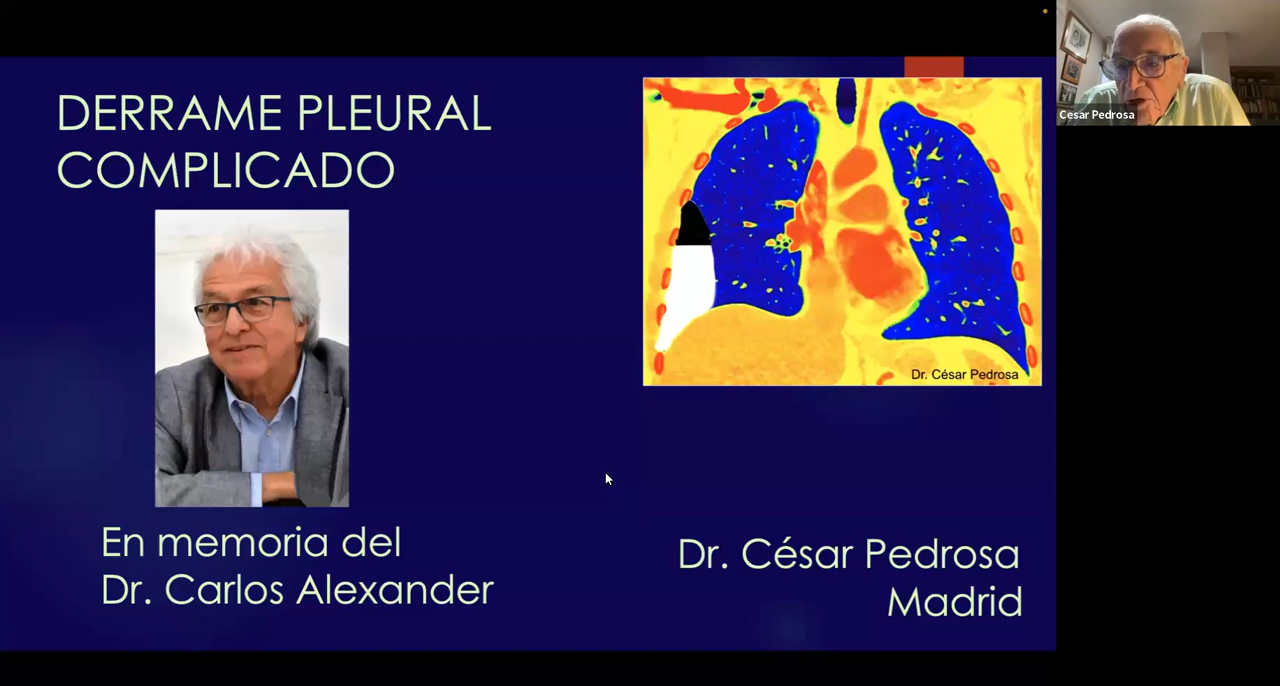 DERRAME PLEURAL
COMPLICADO
Dr. César Pedrosa
En memoria del
Dr. Carlos Alexander
Dr. César Pedrosa
Madrid
Cesar Pedrosa